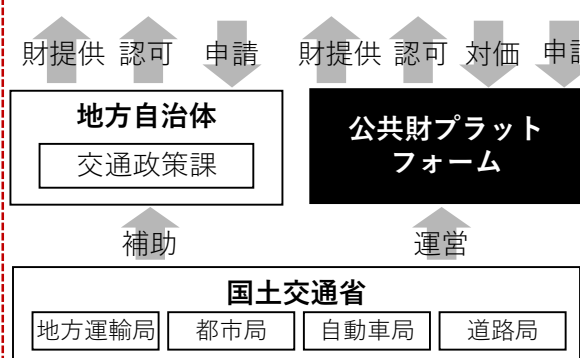 財提供 認可 申請 財提供 認可 対価
地方自治体
交通政策課
公共財プラット
フォーム
補助 運営
国土交通省
地方運輸局 都市局 自動車局 道路局